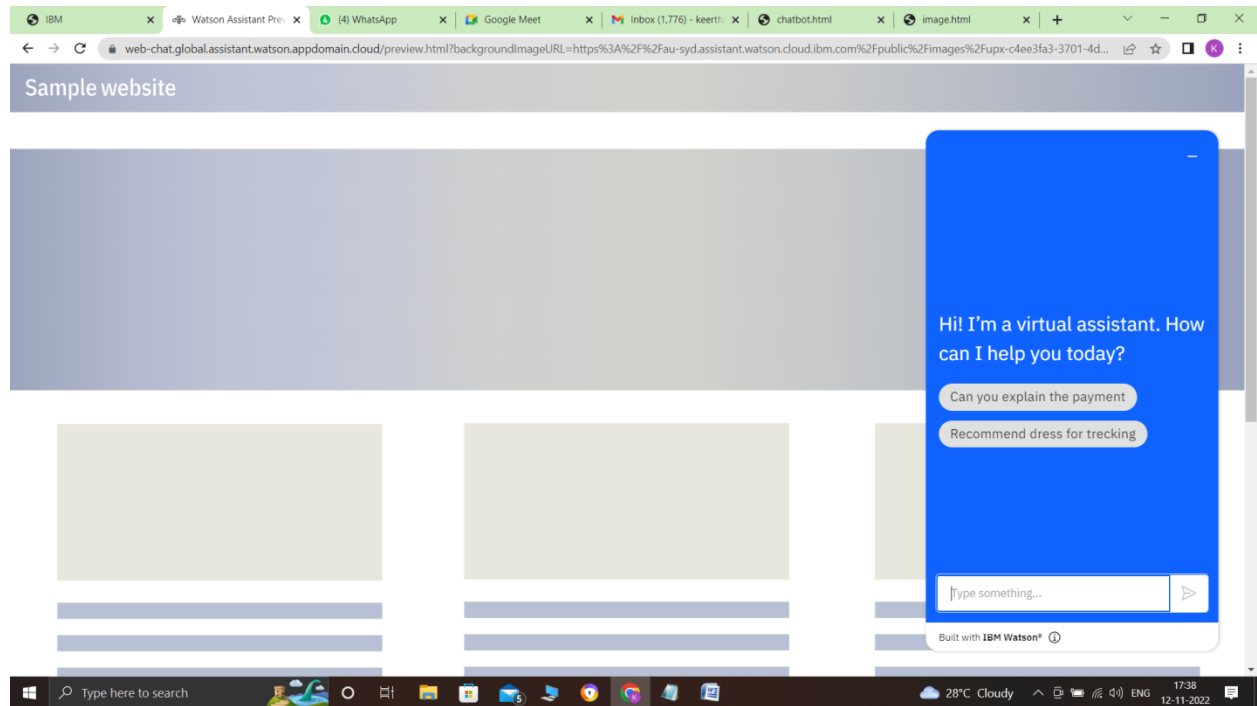 IBM
Watson Assistant Prev
(4) WhatsApp
Google Meet
Inbox (1,776) - keerthi
chatbot.html
image.html
web-chat.global.assistant.watson.appdomain.cloud/preview.html?backgroundImageURL=https%3A%2F%2Fau-syd.assistant.watson.cloud.ibm.com%2Fpublic%2Fimages%2Fupx-c4ee3fa3-3701-4d...
K
Sample website
Hi! I'm a virtual assistant. How
can I help you today?
Can you explain the payment
Recommend dress for trecking
Type something...
Built with IBM Watson®
Type here to search
5
28°C Cloudy
ENG
17:38
12-11-2022